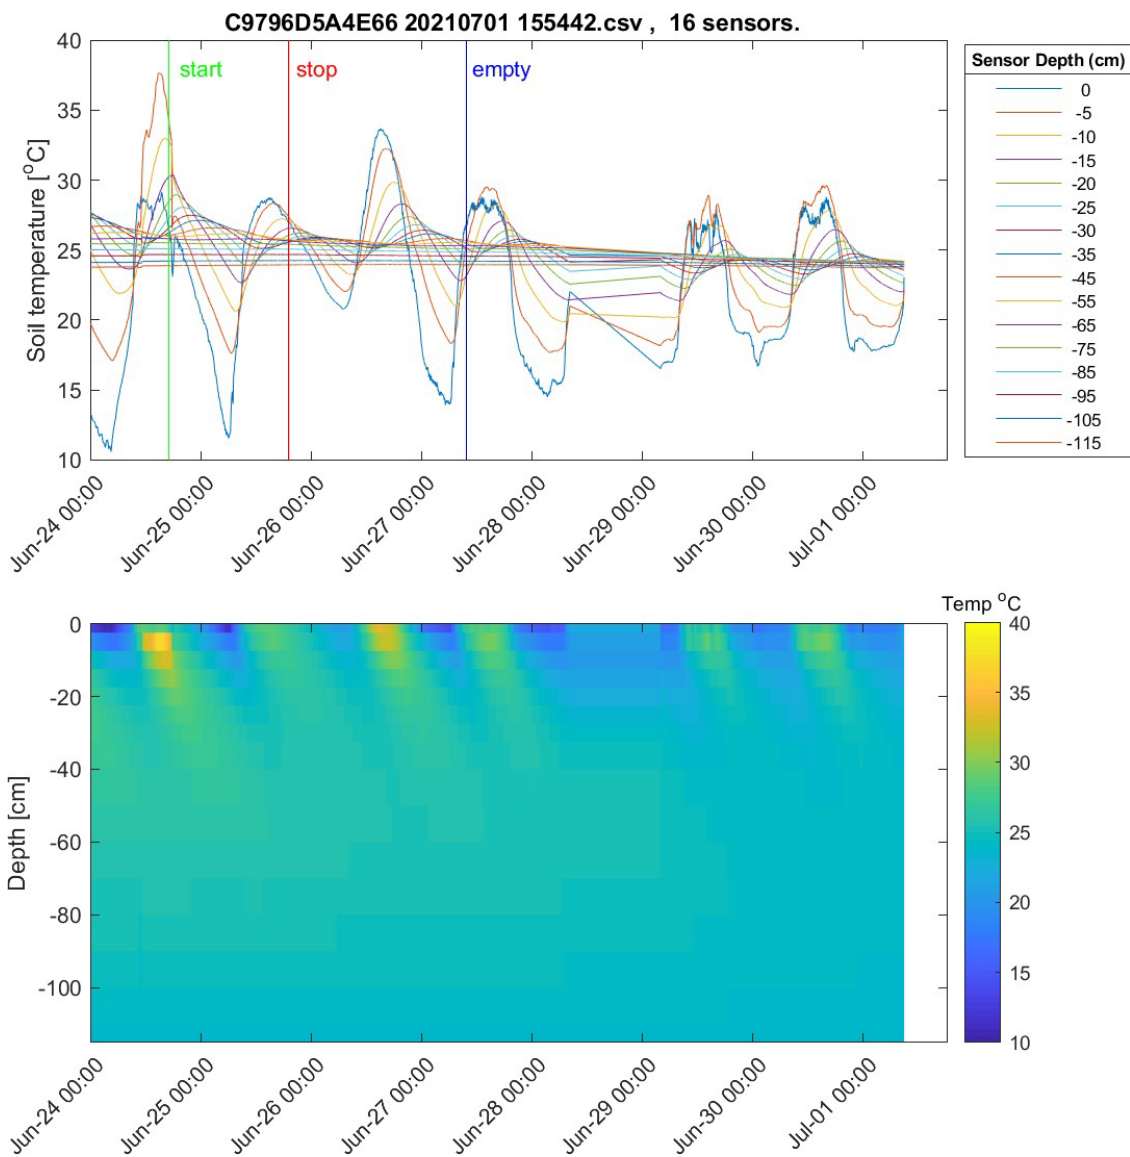 C9796D5A4E66 20210701 155442.csv , 16 sensors.
40
35
30
25
20
15
10
Soil temperature [°C]
start
stop
empty
Jun-24 00:00
Jun-25 00:00
Jun-26 00:00
Jun-27 00:00
Jun-28 00:00
Jun-29 00:00
Jun-30 00:00
Jul-01 00:00
Sensor Depth (cm)
0
-5
-10
-15
-20
-25
-30
-35
-45
-55
-65
-75
-85
-95
-105
-115
0
-20
-40
-60
-80
-100
Depth [cm]
Jun-24 00:00
Jun-25 00:00
Jun-26 00:00
Jun-27 00:00
Jun-28 00:00
Jun-29 00:00
Jun-30 00:00
Jul-01 00:00
Temp °C
40
35
30
25
20
15
10